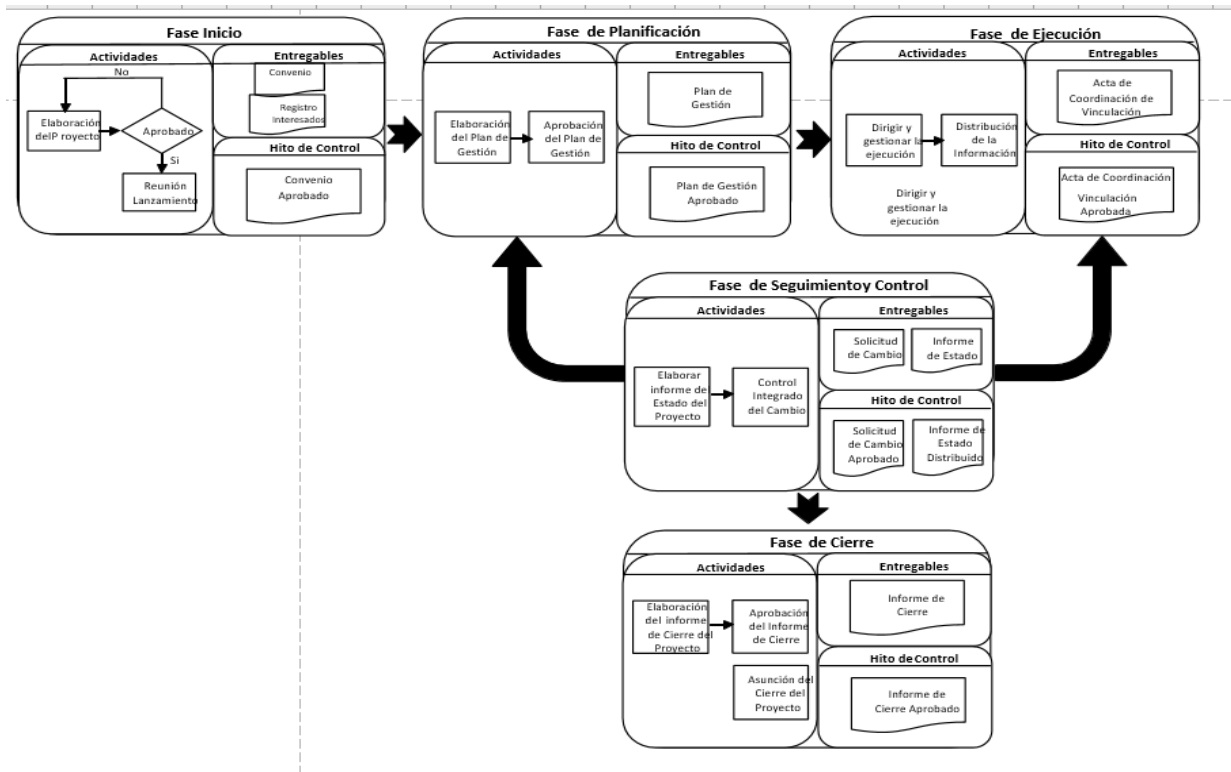 Fase Inicio
Actividades
No
Elaboración
delP royecto
Aprobado
Si
Reunión
Lanzamiento
Entregables
Convenio
Registro
Interesados
Hito de Control
Convenio
Aprobado
Fase de Planificación
Actividades
Elaboración
del Plan de
Gestión
Aprobación
del Plan de
Gestión
Entregables
Plan de
Gestión
Hito de Control
Plan de Gestión
Aprobado
Fase de Ejecución
Actividades
Dirigir y
gestionar la
ejecución
Distribución
de la
Información
Dirigir y
gestionar la
ejecución
Entregables
Acta de
Coordinación de
Vinculación
Hito de Control
Acta de Coordinación
Vinculación
Aprobada
Fase de Seguimientoy Control
Actividades
Elaborar
informe de
Estado del
Proyecto
Control
Integrado
del Cambio
Entregables
Solicitud
de Cambio
Informe
de Estado
Hito de Control
Solicitud
de Cambio
Aprobado
Informe de
Estado
Distribuido
Fase de Cierre
Actividades
Elaboración
del informe
de Cierre del
Proyecto
Aprobación
del Informe
de Cierre
Asunción del
Cierre del
Proyecto
Entregables
Informe de
Cierre
Hito de Control
Informe de
Cierre Aprobado